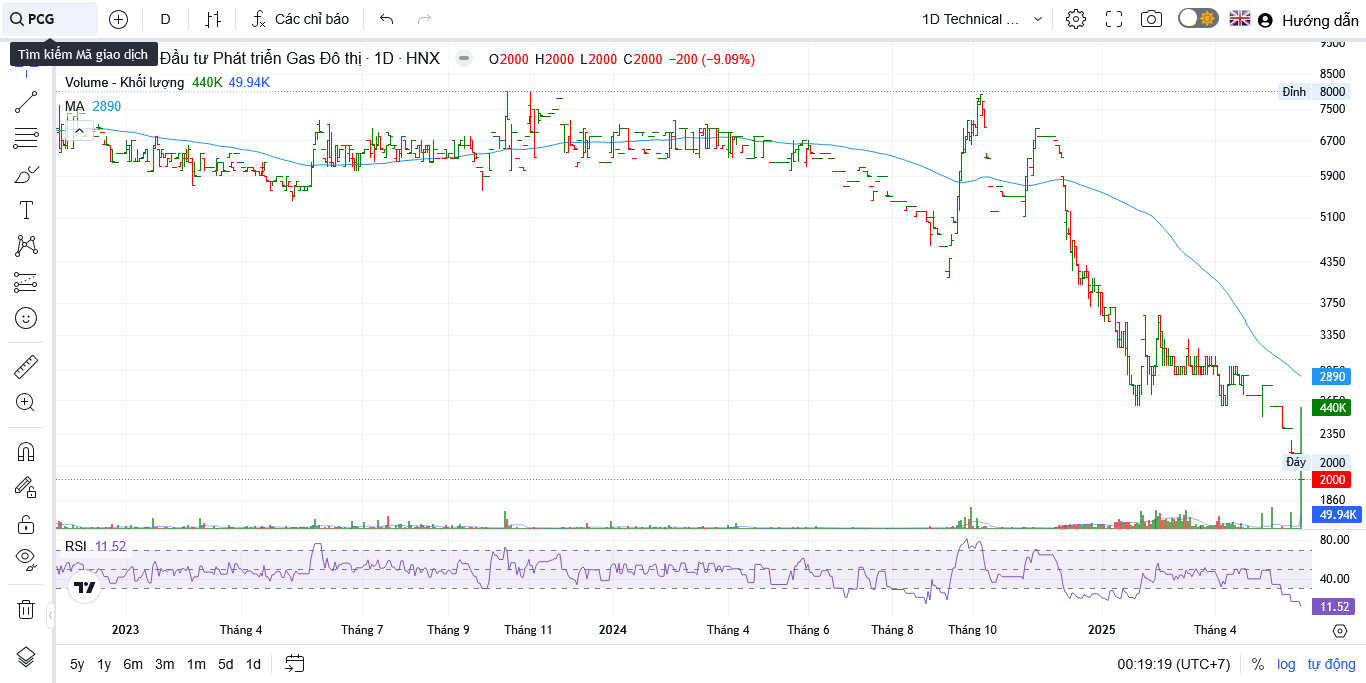 PCG
D
Các chỉ báo
1D Technical ...
Hướng dẫn
Tìm kiếm Mã giao dịch
Đầu tư Phát triển Gas Đô thị · 1D · HNX
O2000 H2000 L2000 C2000 −200 (−9.09%)
Volume - Khối lượng 440K 49.94K
MA 2890
9500
8500
Đỉnh 8000
7500
6700
5900
5100
4350
3750
3350
2890
440K
2350
Đáy 2000
2000
1860
49.94K
RSI 11.52
80.00
40.00
11.52
2023
Tháng 4
Tháng 7
Tháng 9
Tháng 11
2024
Tháng 4
Tháng 6
Tháng 8
Tháng 10
2025
Tháng 4
5y 1y 6m 3m 1m 5d 1d
00:19:19 (UTC+7)
% log tự động